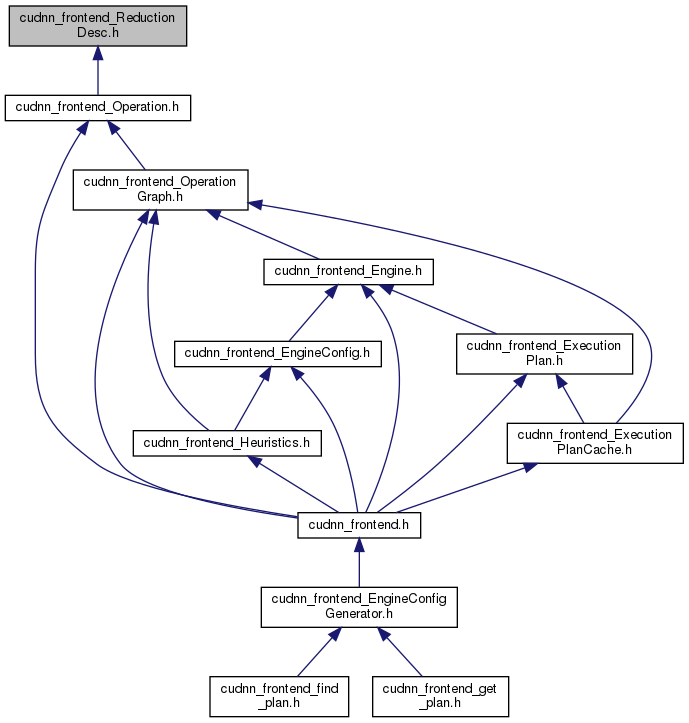 cudnn_frontend_Reduction
Desc.h
cudnn_frontend_Operation.h
cudnn_frontend_Operation
Graph.h
cudnn_frontend_Engine.h
cudnn_frontend_EngineConfig.h
cudnn_frontend_Execution
Plan.h
cudnn_frontend_Heuristics.h
cudnn_frontend_Execution
PlanCache.h
cudnn_frontend.h
cudnn_frontend_EngineConfig
Generator.h
cudnn_frontend_find
_plan.h
cudnn_frontend_get
_plan.h